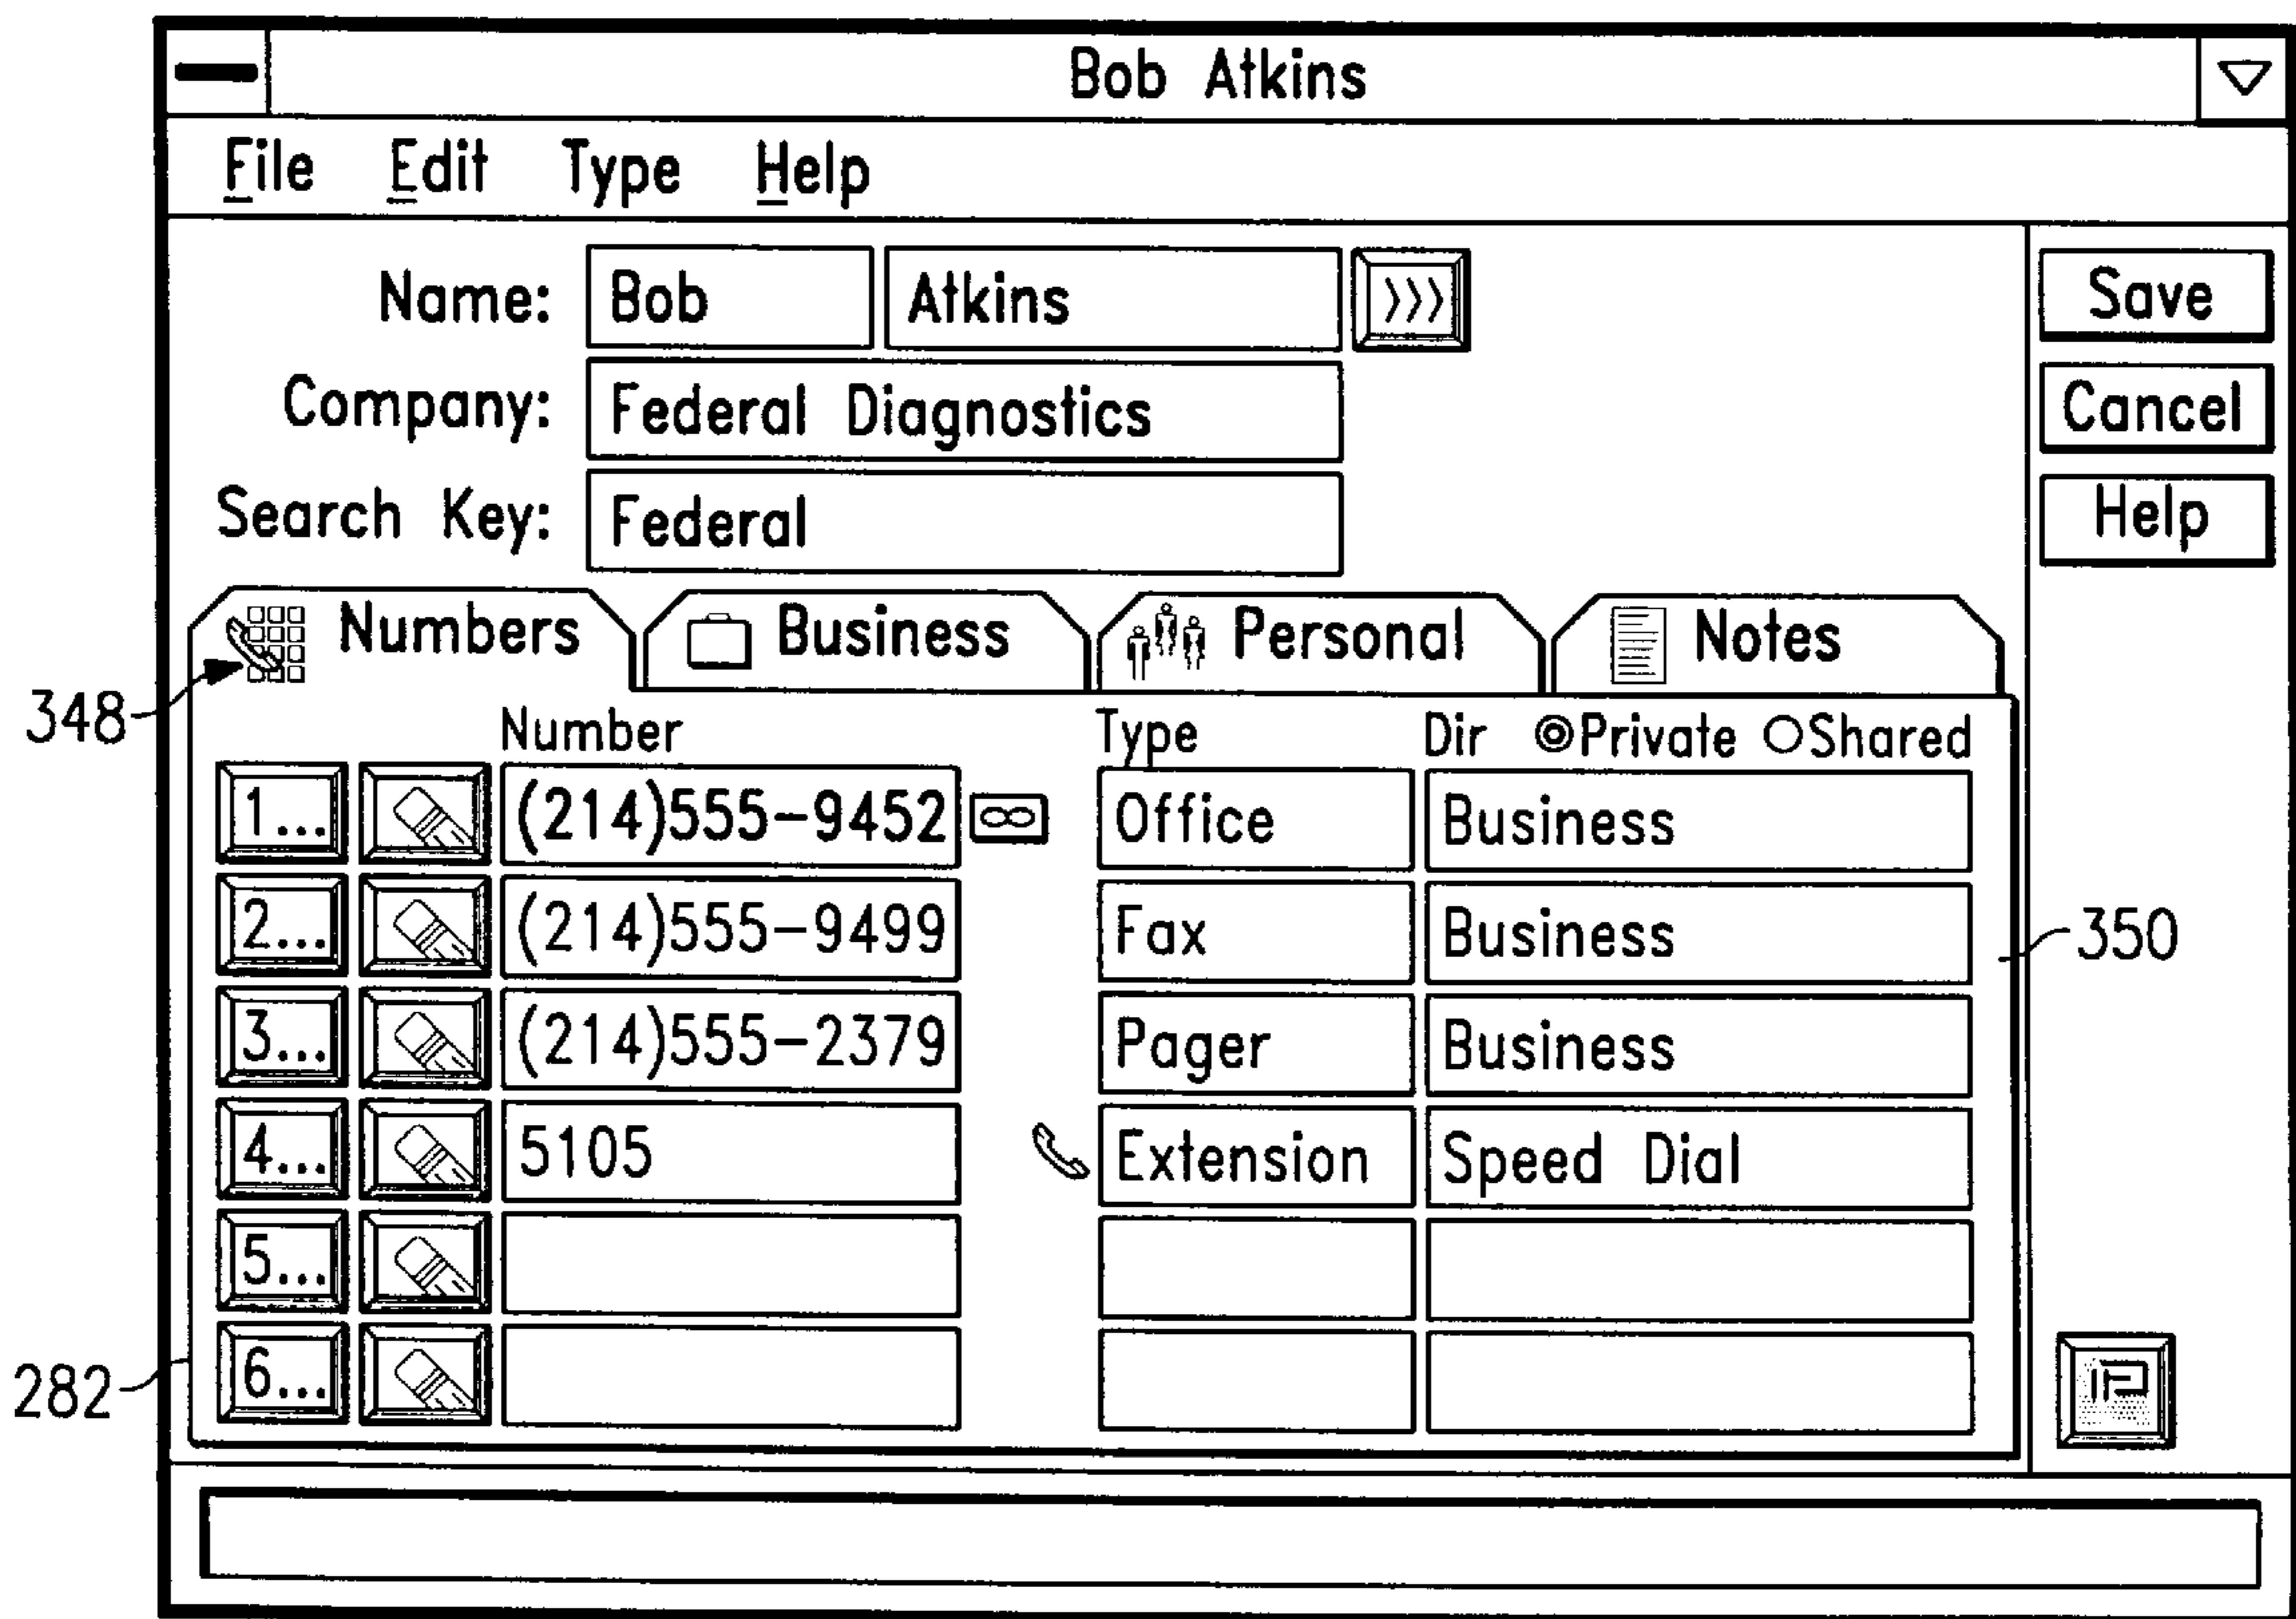 Bob Atkins
File Edit Type Help
Name: Bob Atkins >>> Save
Company: Federal Diagnostics Cancel
Search Key: Federal Help
Numbers Business Personal Notes
348
Number Type Dir Private Shared
1... (214)555-9452 Office Business
2... (214)555-9499 Fax Business 350
3... (214)555-2379 Pager Business
4... 5105 Extension Speed Dial
5...
6...
282